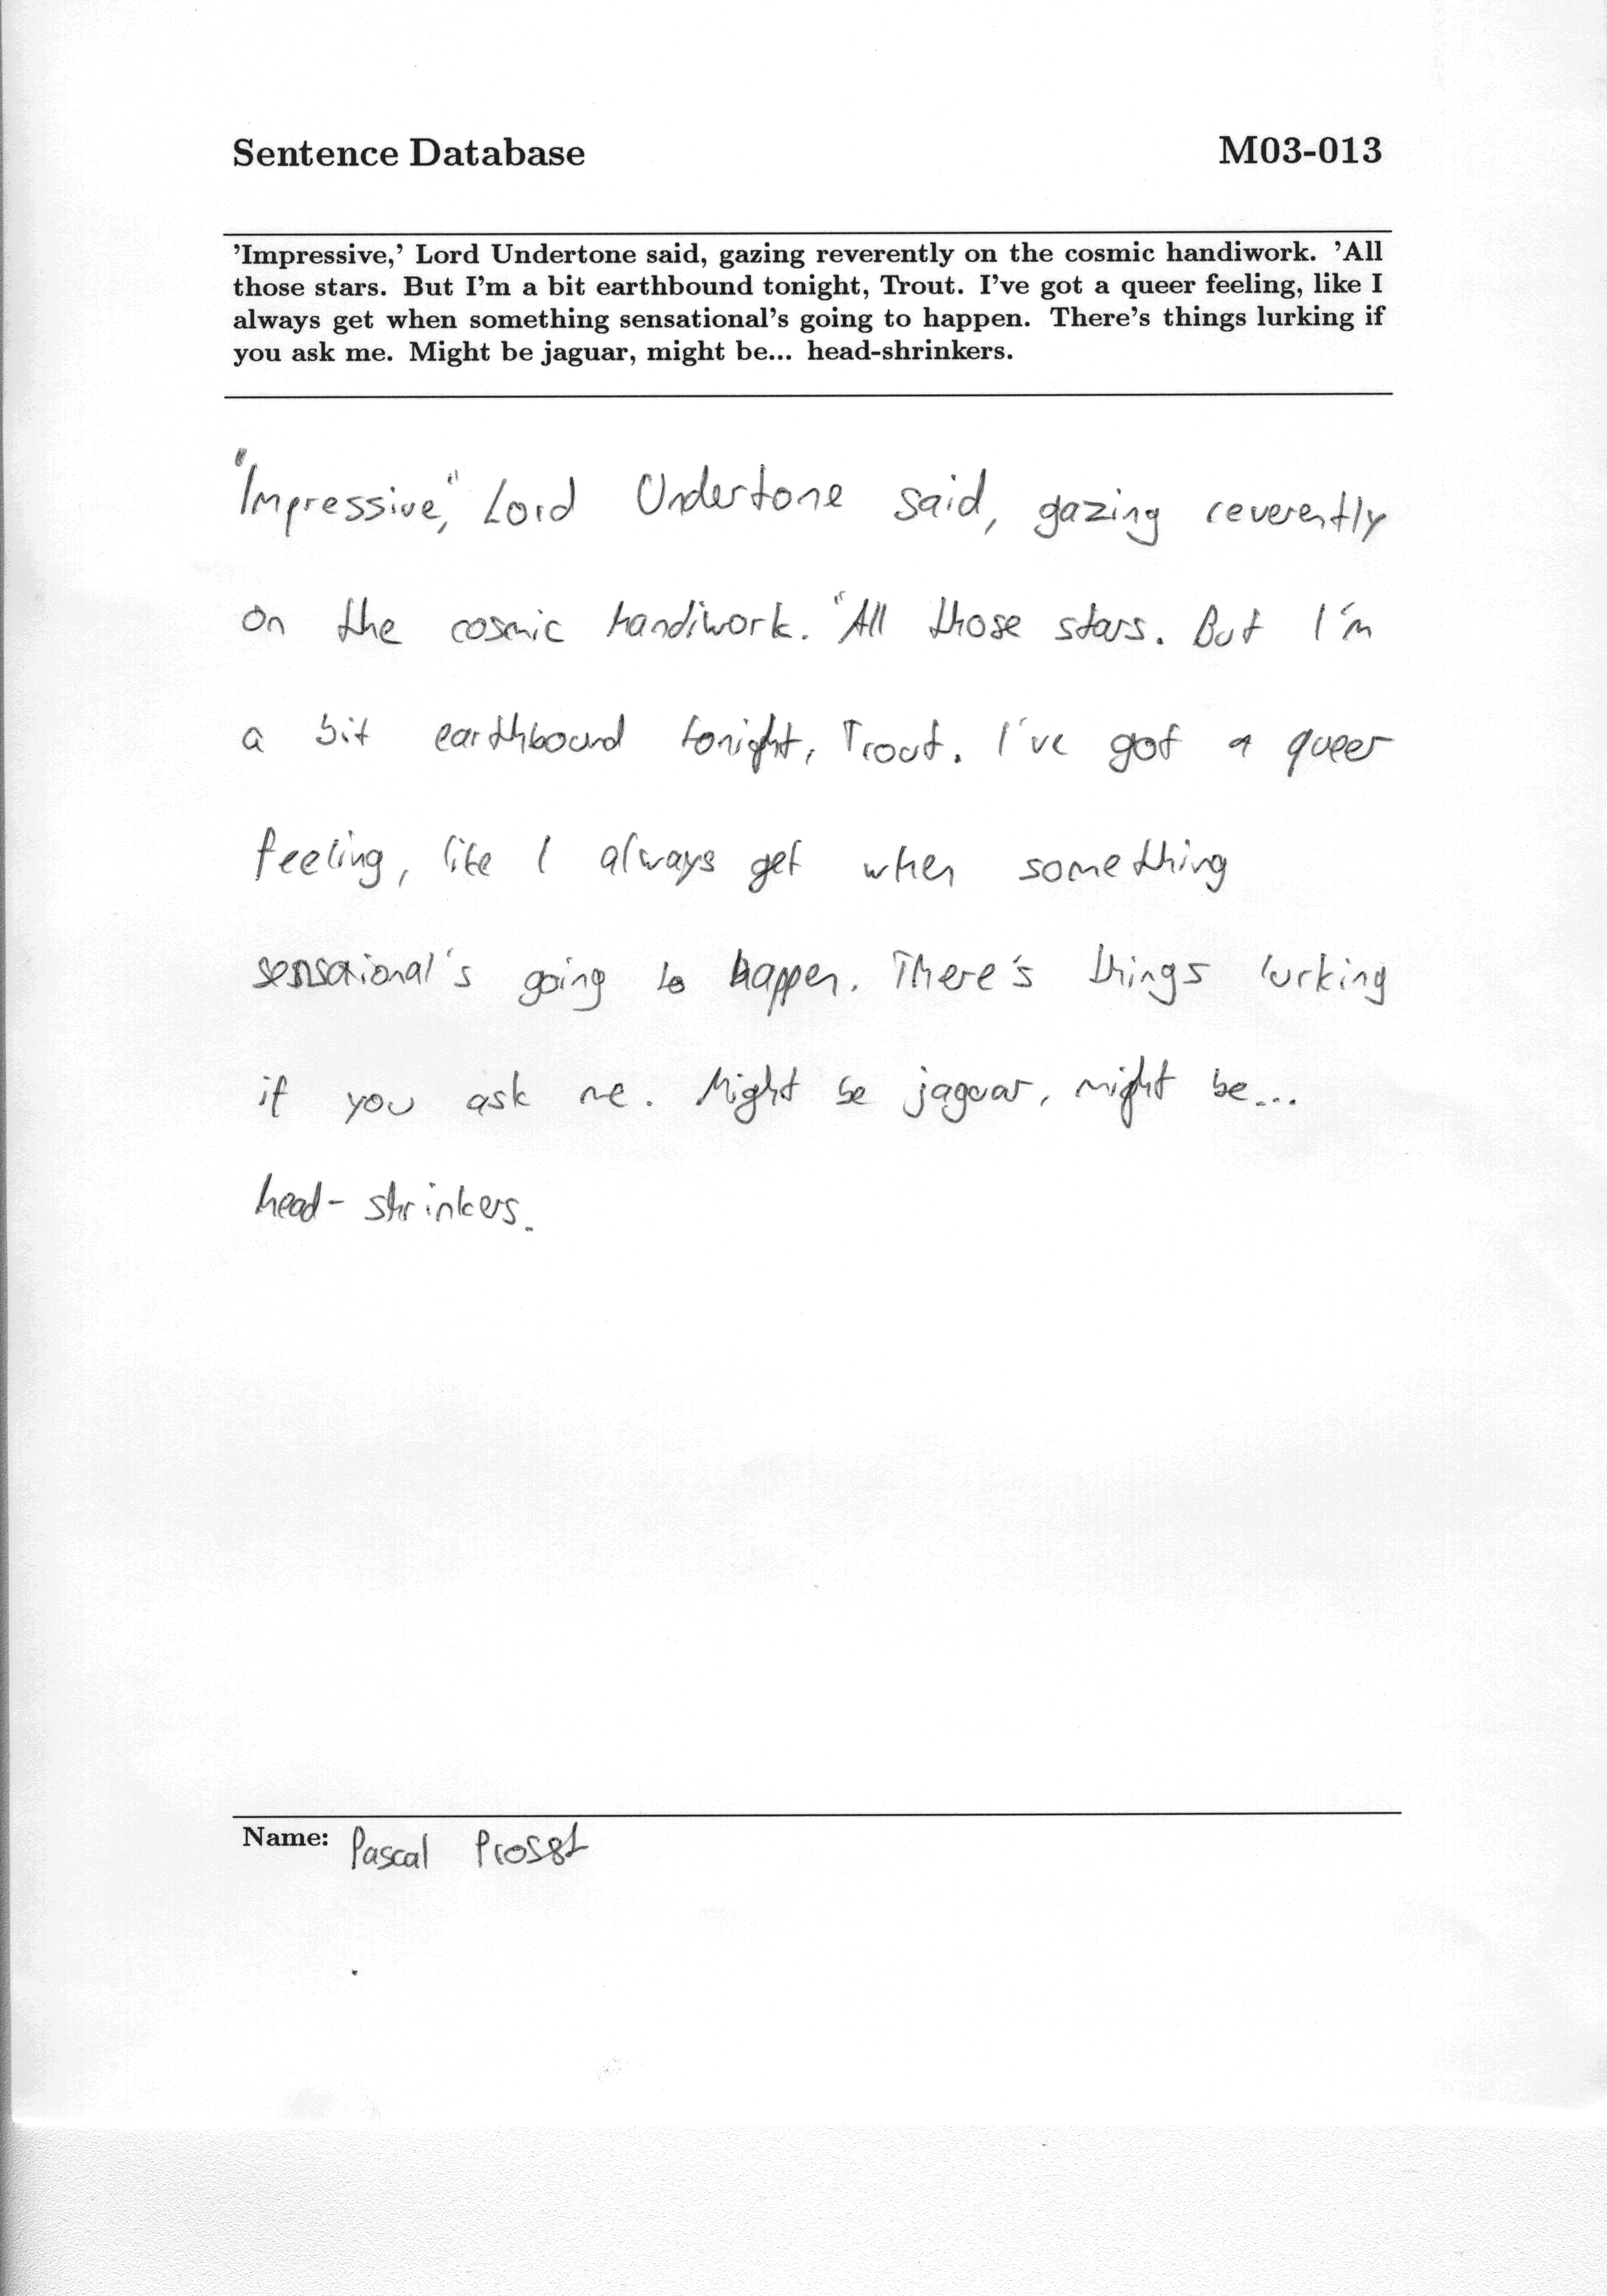 Sentence Database M03-013
'Impressive,' Lord Undertone said, gazing reverently on the cosmic handiwork. 'All
those stars. But I'm a bit earthbound tonight, Trout. I've got a queer feeling, like I
always get when something sensational's going to happen. There's things lurking if
you ask me. Might be jaguar, might be... head-shrinkers.
"Impressive," Lord Undertone said, gazing reverently
on the cosmic handiwork. "All those stars. But I'm
a bit earthbound tonight, Trout. I've got a queer
feeling, like I always get when something
sensational's going to happen. There's things lurking
if you ask me. Might be jaguar, might be...
head-shrinkers.
Name: Pascal